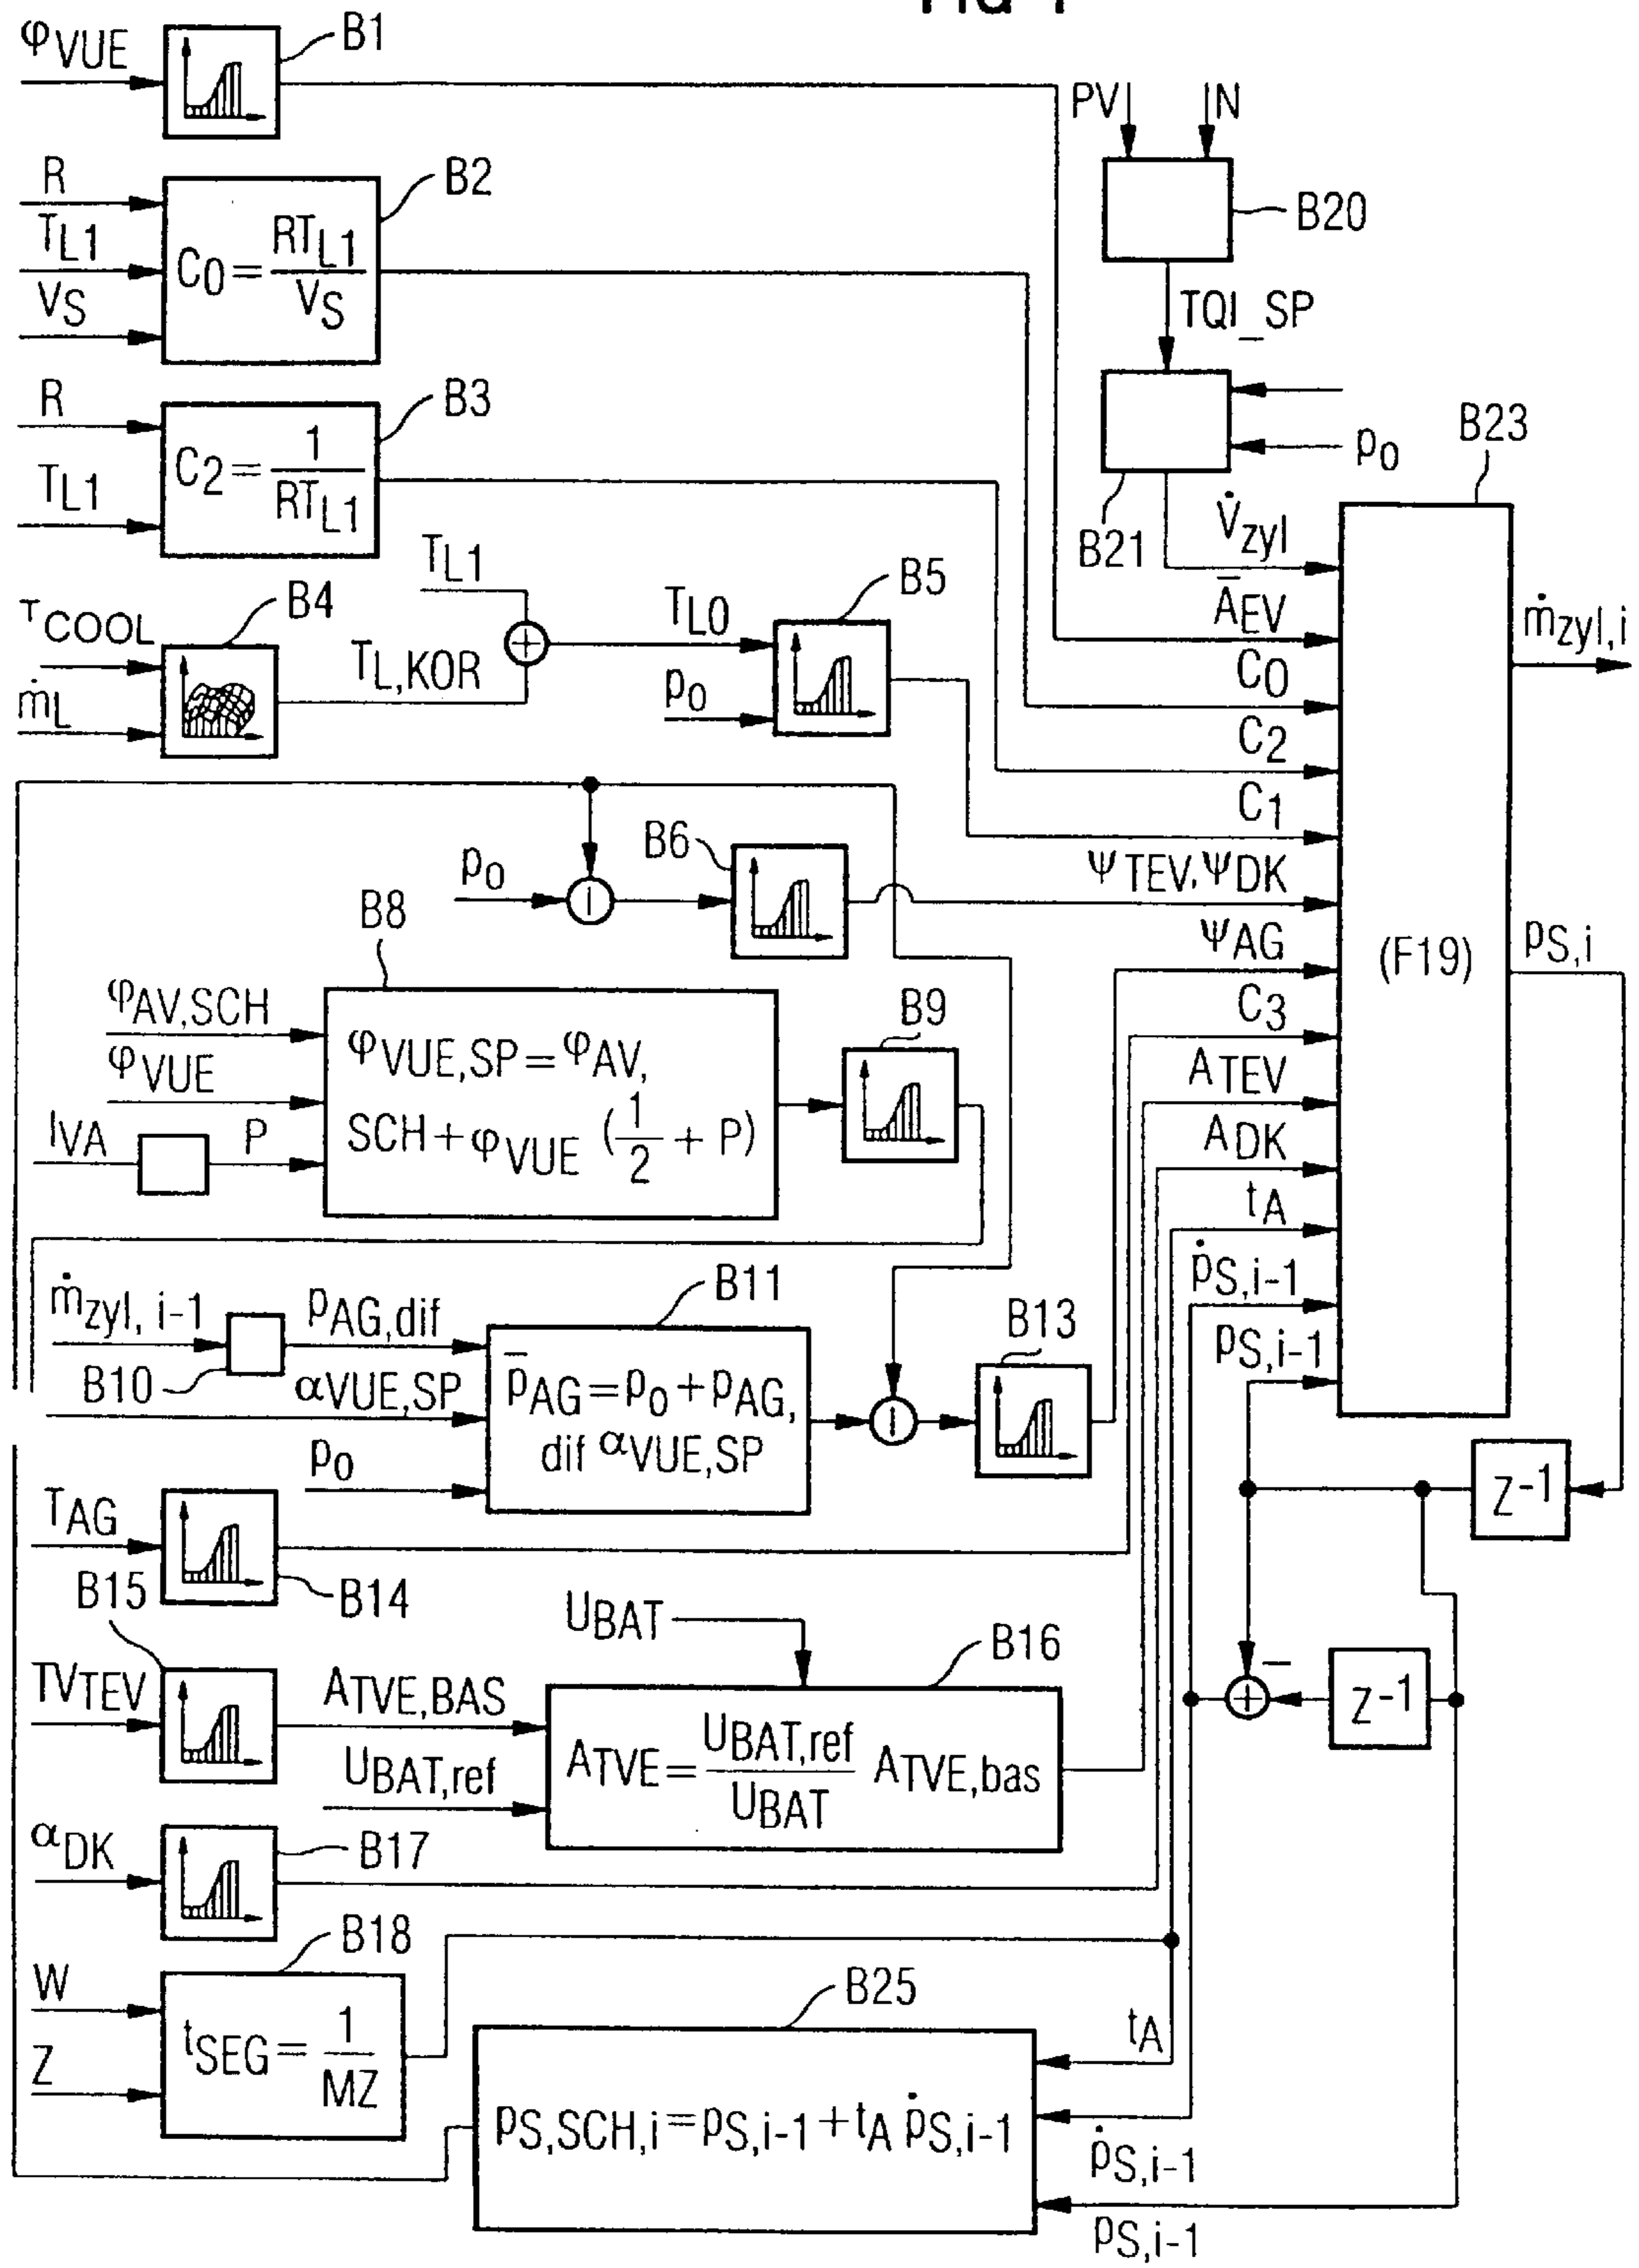 FIG
φVUE
B1
R
TL1
VS
C0 = RTL1 / VS
B2
PV
N
B20
TQI_SP
R
TL1
C2 = 1 / RTL1
B3
p0
B21
B23
V̇zyl
A̅EV
C0
C2
C1
ψTEV,ψDK
ψAG
C3
ATEV
ADK
tA
ṗS,i-1
pS,i-1
(F19)
ṁzyl,i
pS,i
TCOOL
ṁL
B4
TL1
TL,KOR
+
TL0
p0
B5
p0
B6
B8
φAV,SCH
φVUE
IVA
P
φVUE,SP = φAV,
SCH + φVUE (1/2 + P)
B9
ṁzyl, i-1
B10
pAG,dif
αVUE,SP
p0
B11
p̅AG = p0 + pAG,
dif αVUE,SP
B13
z-1
TAG
B14
B15
TVTEV
ATVE,BAS
UBAT,ref
UBAT
B16
ATVE = UBAT,ref / UBAT ATVE,bas
−
+
z-1
αDK
B17
B18
W
Z
tSEG = 1 / MZ
B25
pS,SCH,i = pS,i-1 + tA ṗS,i-1
tA
ṗS,i-1
pS,i-1